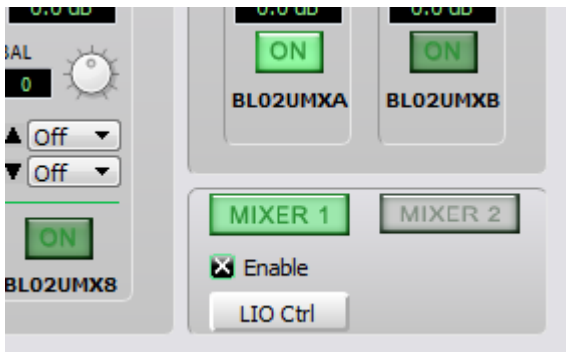 0.0 dB
0.0 dB
0.0 dB
BAL
0
ON
ON
BL02UMXA
BL02UMXB
Off
Off
ON
BL02UMX8
MIXER 1
MIXER 2
Enable
LIO Ctrl